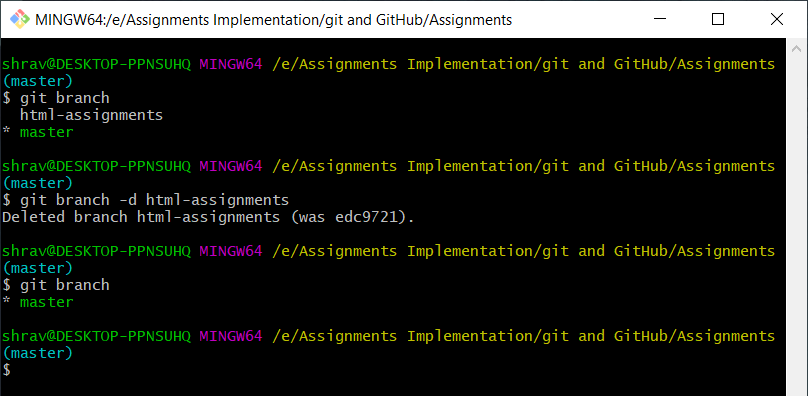 MINGW64:/e/Assignments Implementation/git and GitHub/Assignments
shrav@DESKTOP-PPNSUHQ MINGW64 /e/Assignments Implementation/git and GitHub/Assignments
(master)
$ git branch
  html-assignments
* master
shrav@DESKTOP-PPNSUHQ MINGW64 /e/Assignments Implementation/git and GitHub/Assignments
(master)
$ git branch -d html-assignments
Deleted branch html-assignments (was edc9721).
shrav@DESKTOP-PPNSUHQ MINGW64 /e/Assignments Implementation/git and GitHub/Assignments
(master)
$ git branch
* master
shrav@DESKTOP-PPNSUHQ MINGW64 /e/Assignments Implementation/git and GitHub/Assignments
(master)
$